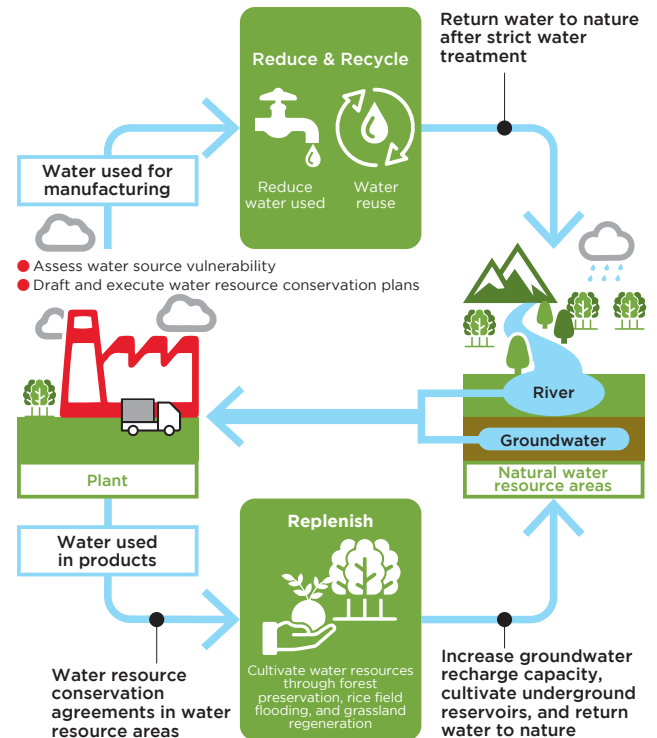 Return water to nature
after strict water
treatment
Reduce & Recycle
Reduce
water used
Water
reuse
Water used for
manufacturing
● Assess water source vulnerability
● Draft and execute water resource conservation plans
River
Groundwater
Natural water
resource areas
Plant
Water used
in products
Replenish
Cultivate water resources
through forest
preservation, rice field
flooding, and grassland
regeneration
Water resource
conservation
agreements in water
resource areas
Increase groundwater
recharge capacity,
cultivate underground
reservoirs, and return
water to nature